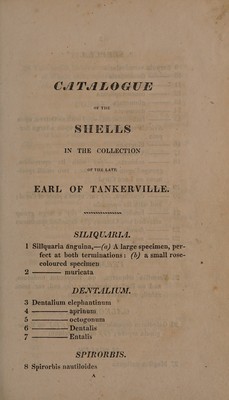 CATALOGUE
OF THE
SHELLS
IN THE COLLECTION
OF THE LATE
EARL OF TANKERVILLE.
SILIQUARIA.
1 Siliquaria anguina,—(a) A large specimen, per-
fect at both terminations: (b) a small rose-
coloured specimen
2 ——— muricata
DENTALIUM.
3 Dentalium elephantinum
4 ——— aprinum
5 ——— octogonum
6 ——— Dentalis
7 ——— Entalis
SPIRORBIS.
8 Spirorbis nautiloides
A